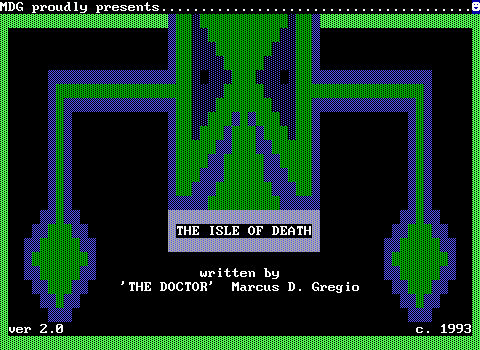 MDG proudly presents.......................................
THE ISLE OF DEATH
written by
'THE DOCTOR'  Marcus D. Gregio
ver 2.0
c. 1993